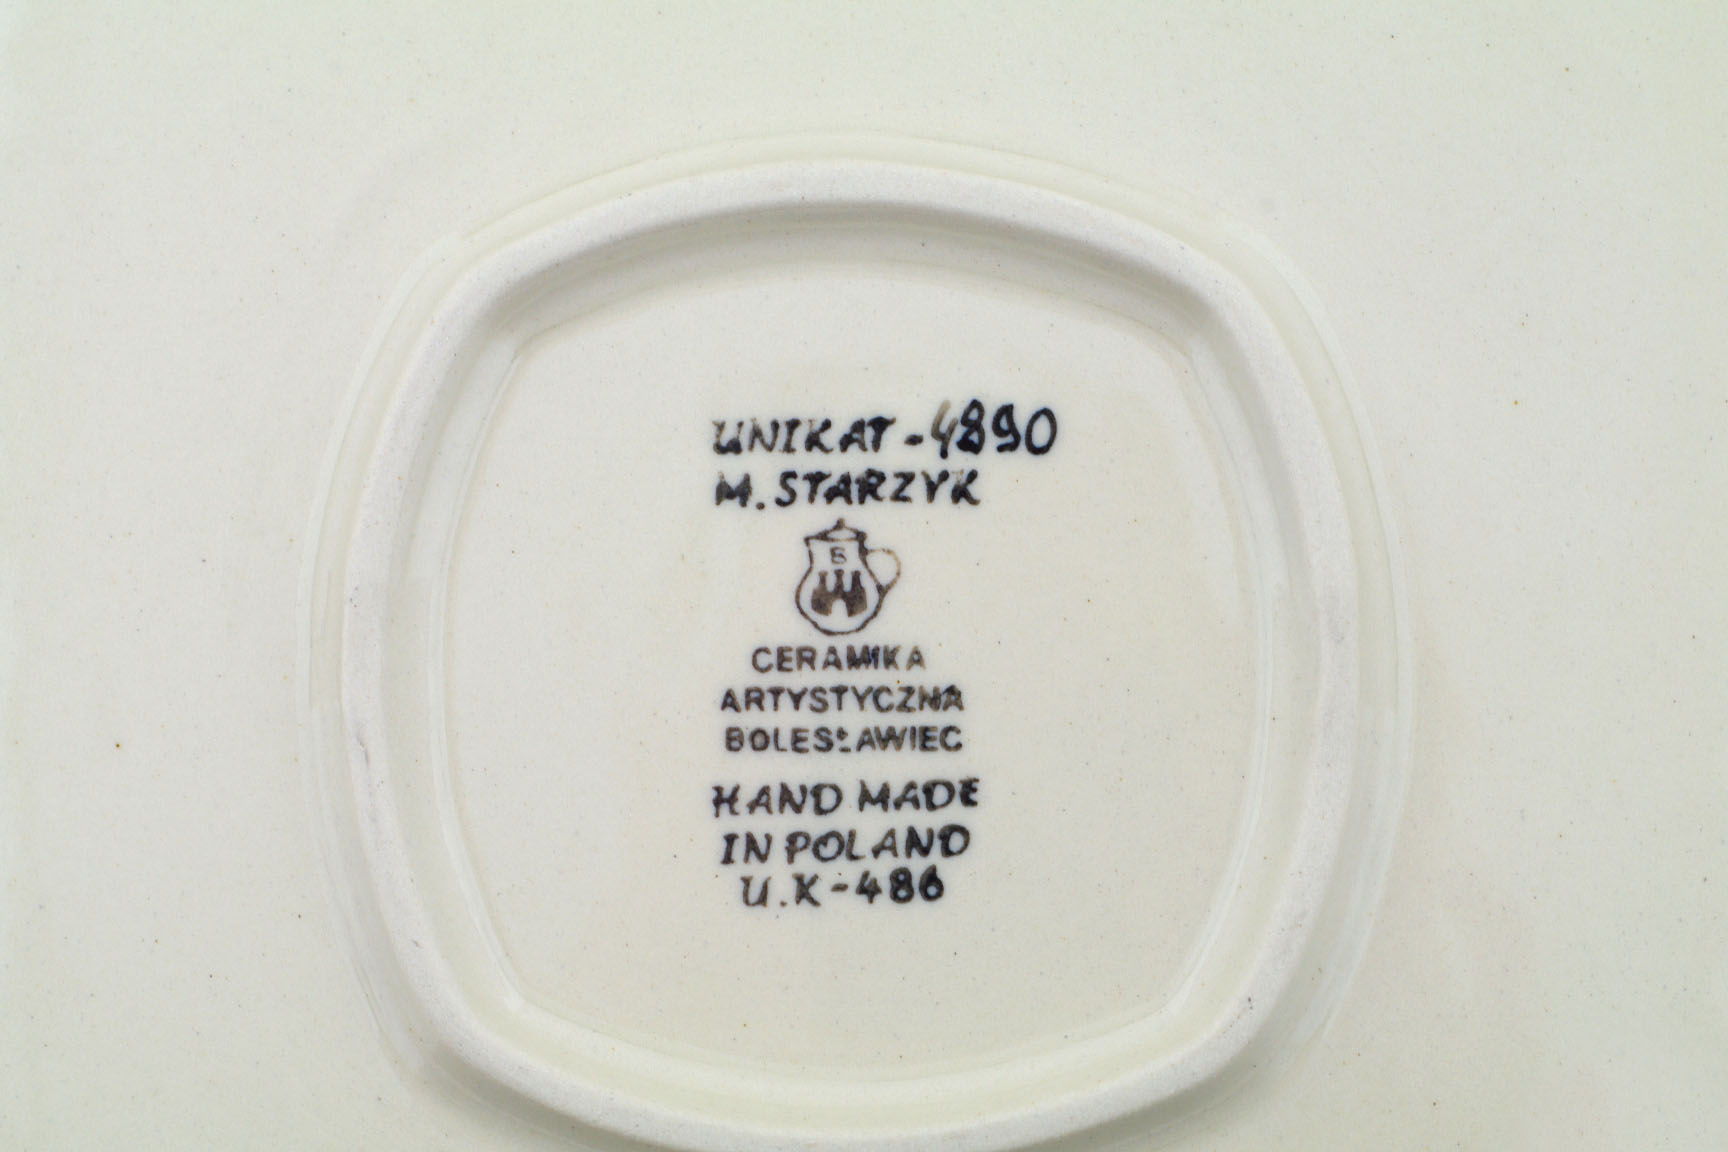 UNIKAT - 4890
M. STARZYK
B
CERAMIKA
ARTYSTYCZNA
BOLESŁAWIEC
HAND MADE
IN POLAND
U.K - 486